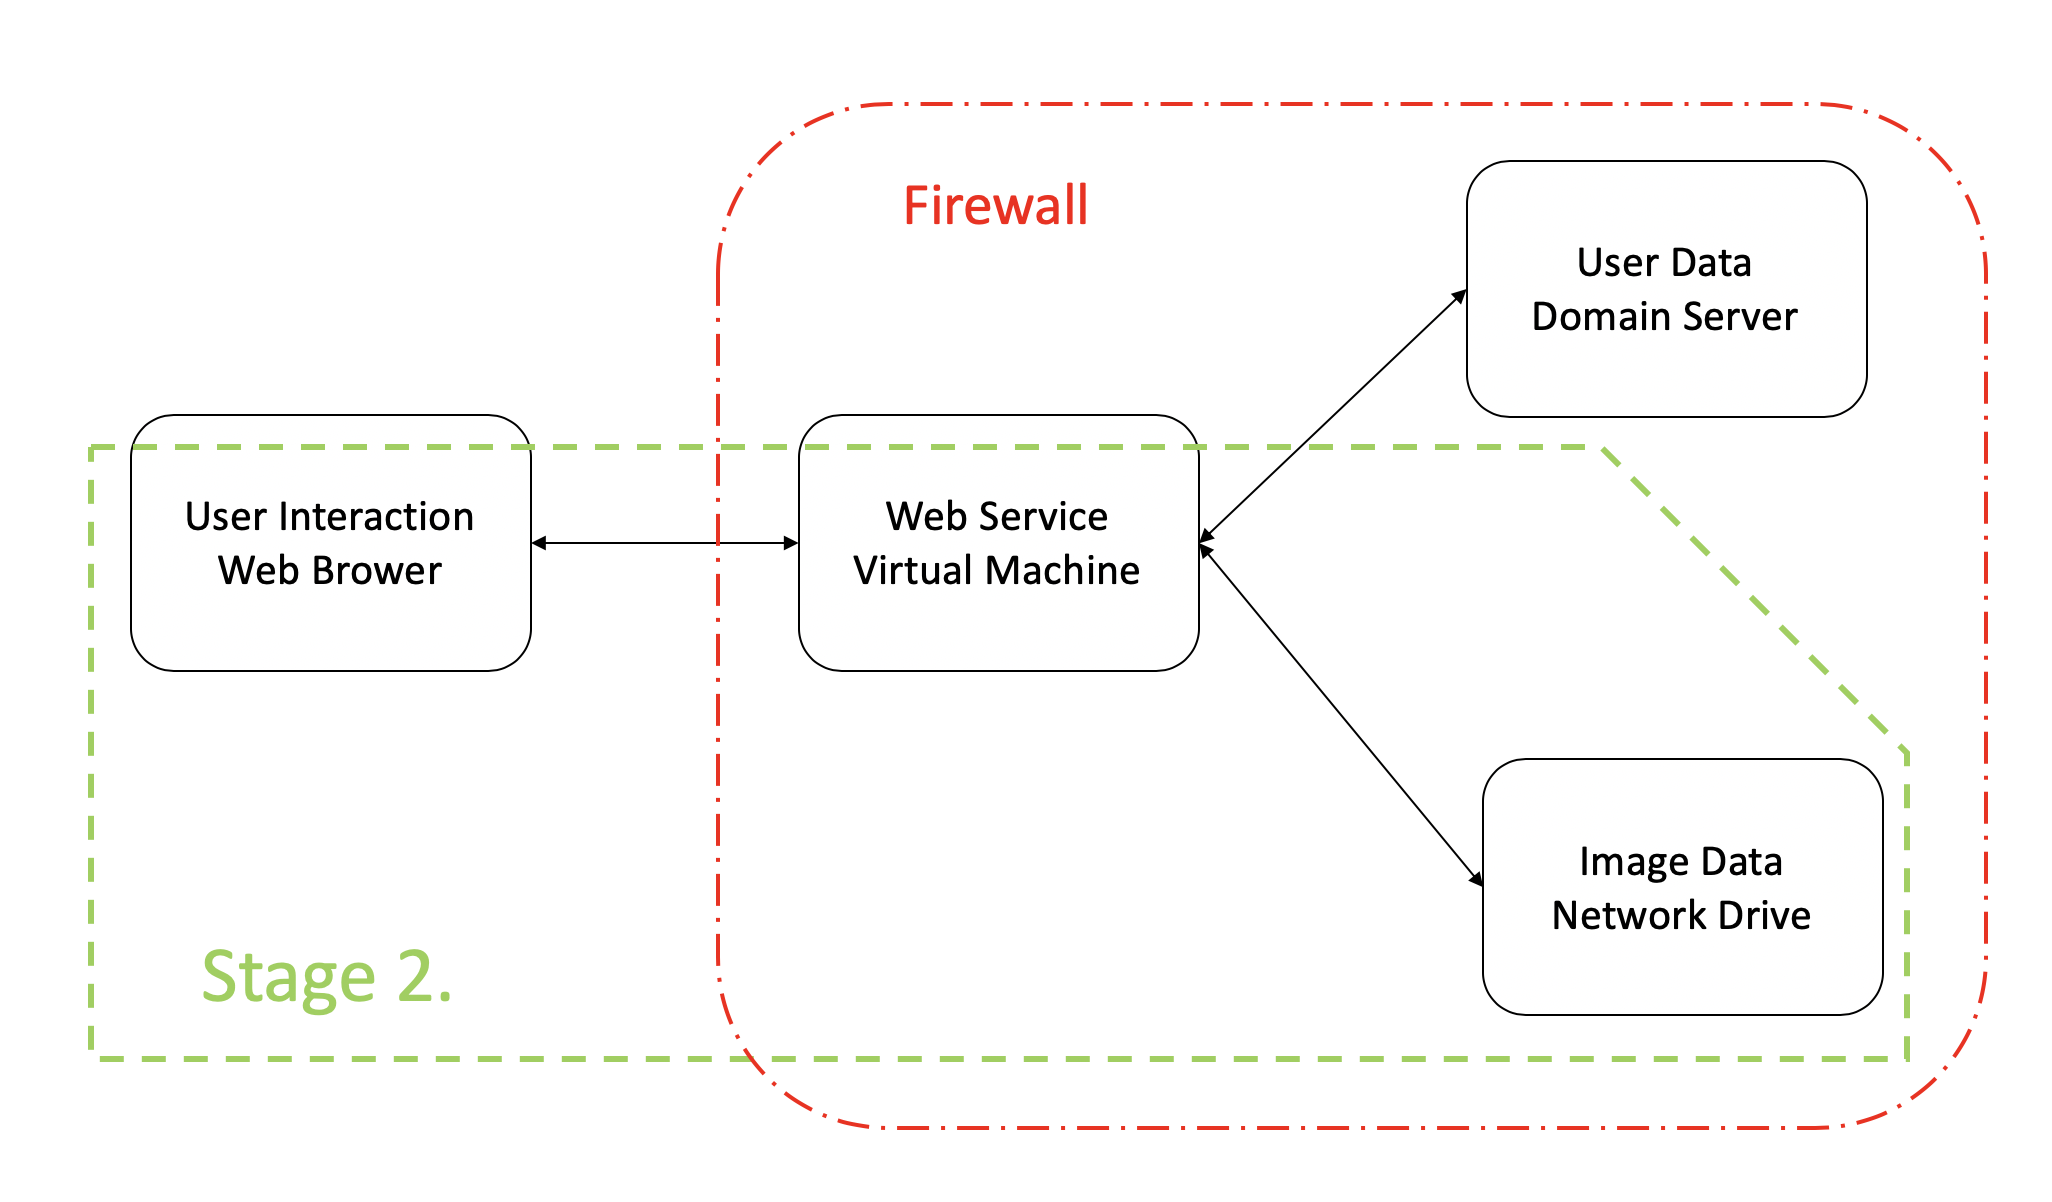 Firewall
User Data
Domain Server
User Interaction
Web Brower
Web Service
Virtual Machine
Image Data
Network Drive
Stage 2.